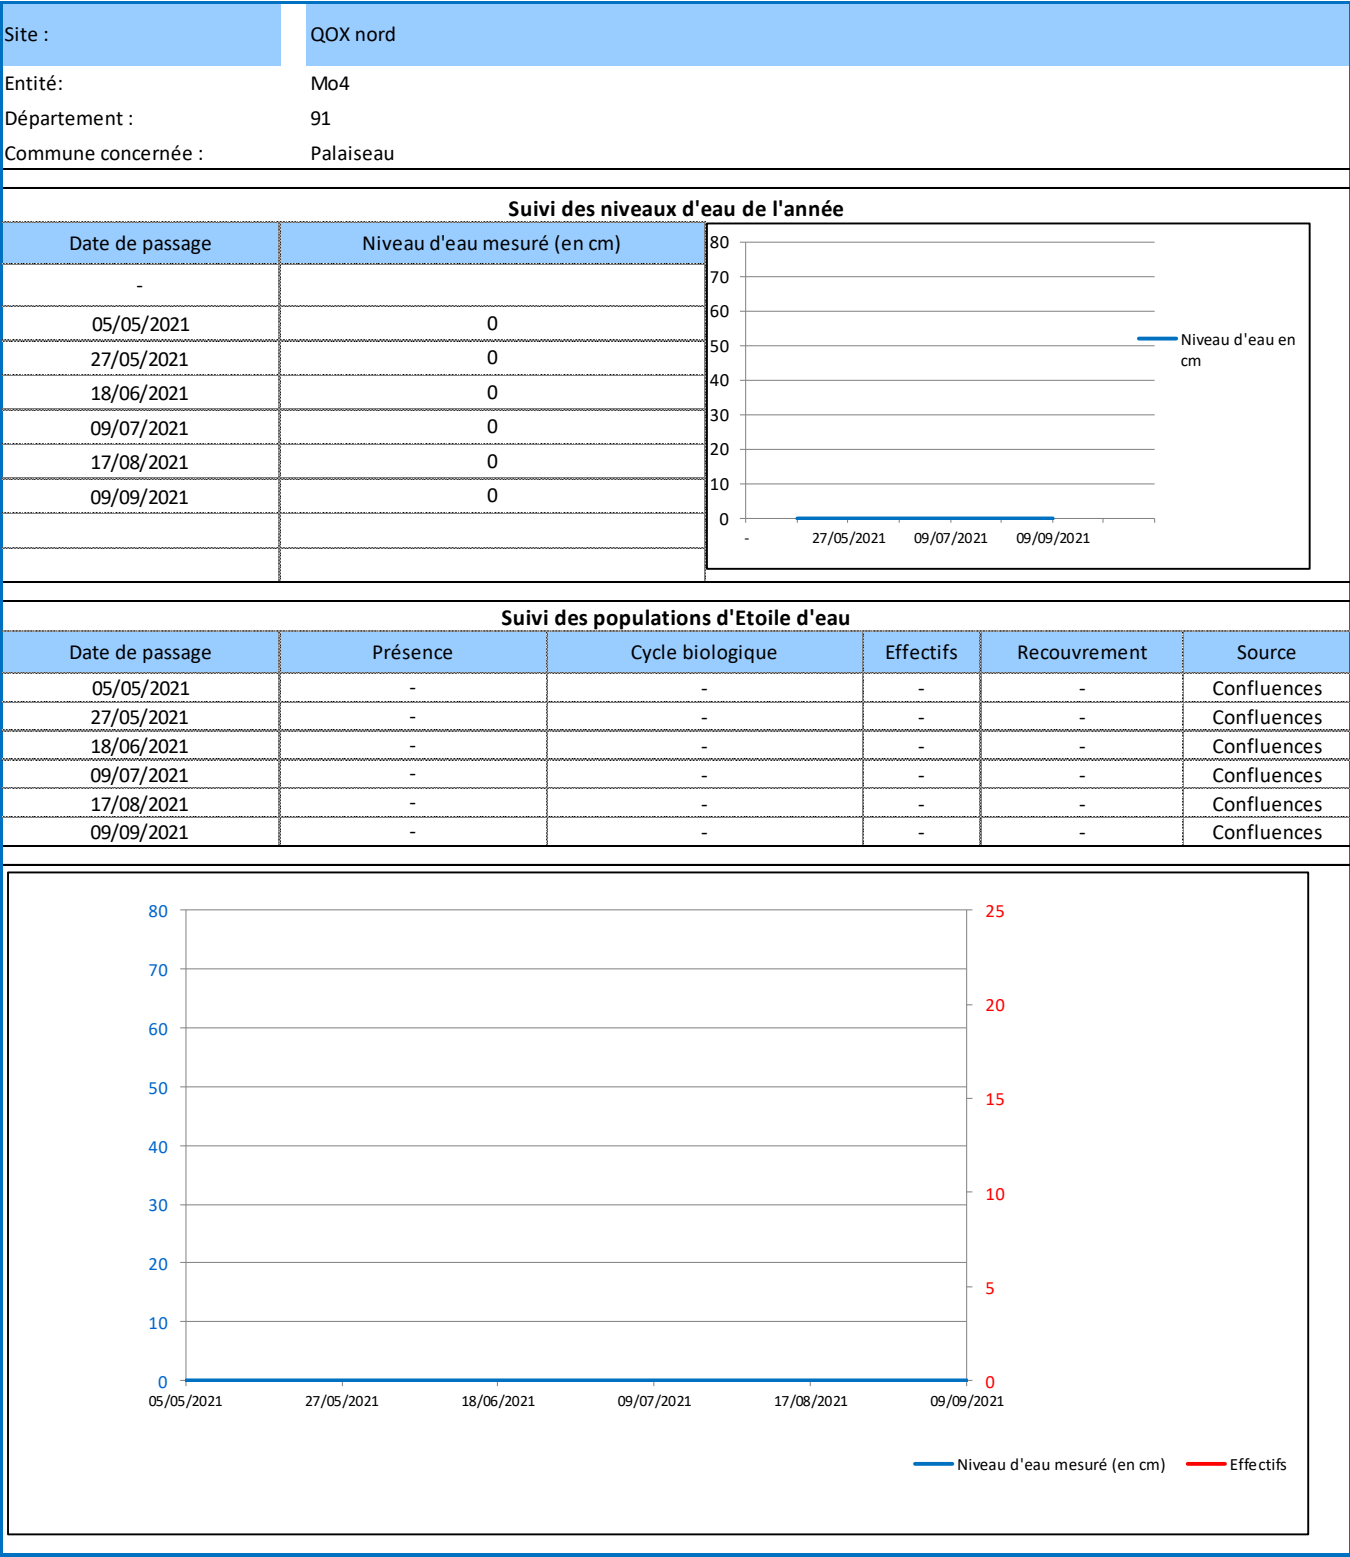 Site : QOX nord
Entité: Mo4
Département : 91
Commune concernée : Palaiseau
Suivi des niveaux d'eau de l'année
Date de passage Niveau d'eau mesuré (en cm)
-
05/05/2021 0
27/05/2021 0
18/06/2021 0
09/07/2021 0
17/08/2021 0
09/09/2021 0
80
70
60
50
40
30
20
10
0
- 27/05/2021 09/07/2021 09/09/2021
Niveau d'eau en
cm
Suivi des populations d'Etoile d'eau
Date de passage Présence Cycle biologique Effectifs Recouvrement Source
05/05/2021 - - - - Confluences
27/05/2021 - - - - Confluences
18/06/2021 - - - - Confluences
09/07/2021 - - - - Confluences
17/08/2021 - - - - Confluences
09/09/2021 - - - - Confluences
80
70
60
50
40
30
20
10
0
25
20
15
10
5
0
05/05/2021 27/05/2021 18/06/2021 09/07/2021 17/08/2021 09/09/2021
Niveau d'eau mesuré (en cm) Effectifs